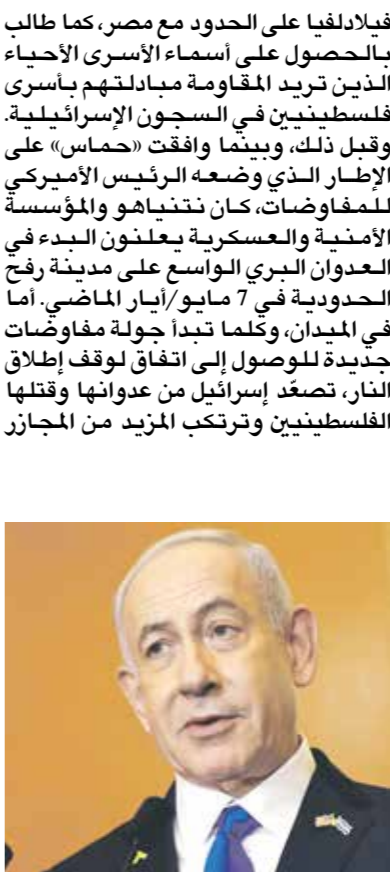 فيلادلفيا على الحدود مع مصر، كما طالب
بالحصول على أسماء الأسرى الأحياء
الذين تريد المقاومة مبادلتهم بأسرى
فلسطينيين في السجون الإسرائيلية.
وقبل ذلك، وبينما وافقت «حماس» على
الإطار الذي وضعه الرئيس الأميركي
للمفاوضات، كان نتنياهو والمؤسسة
الأمنية والعسكرية يعلنون البدء في
العدوان البري الواسع على مدينة رفح
الحدودية في 7 مايو/أيار الماضي. أما
في الميدان، وكلما تبدأ جولة مفاوضات
جديدة للوصول إلى اتفاق لوقف إطلاق
النار، تصعّد إسرائيل من عدوانها وقتلها
الفلسطينيين وترتكب المزيد من المجازر